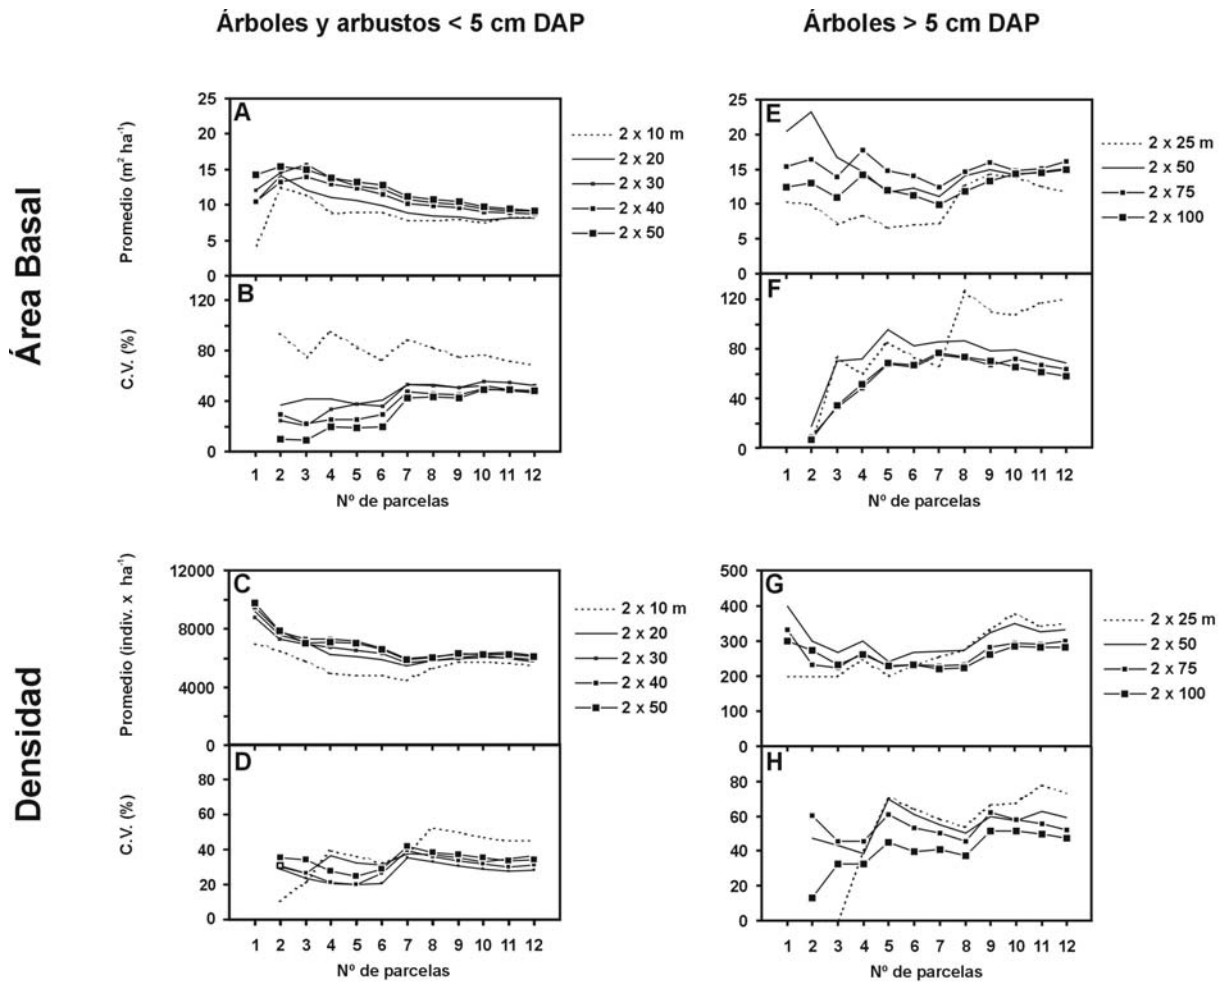 Árboles y arbustos < 5 cm DAP
Árboles > 5 cm DAP
Área Basal
Promedio (m² ha⁻¹)
A
25
20
15
10
5
0
2 x 10 m
2 x 20
2 x 30
2 x 40
2 x 50
E
25
20
15
10
5
0
2 x 25 m
2 x 50
2 x 75
2 x 100
C.V. (%)
B
120
80
40
0
1 2 3 4 5 6 7 8 9 10 11 12
Nº de parcelas
C.V. (%)
F
120
80
40
0
1 2 3 4 5 6 7 8 9 10 11 12
Nº de parcelas
Promedio (m² ha⁻¹)
Densidad
Promedio (indiv. x ha⁻¹)
C
12000
8000
4000
0
2 x 10 m
2 x 20
2 x 30
2 x 40
2 x 50
Promedio (indiv. x ha⁻¹)
G
500
400
300
200
100
0
2 x 25 m
2 x 50
2 x 75
2 x 100
C.V. (%)
D
80
60
40
20
0
1 2 3 4 5 6 7 8 9 10 11 12
Nº de parcelas
C.V. (%)
H
80
60
40
20
0
1 2 3 4 5 6 7 8 9 10 11 12
Nº de parcelas